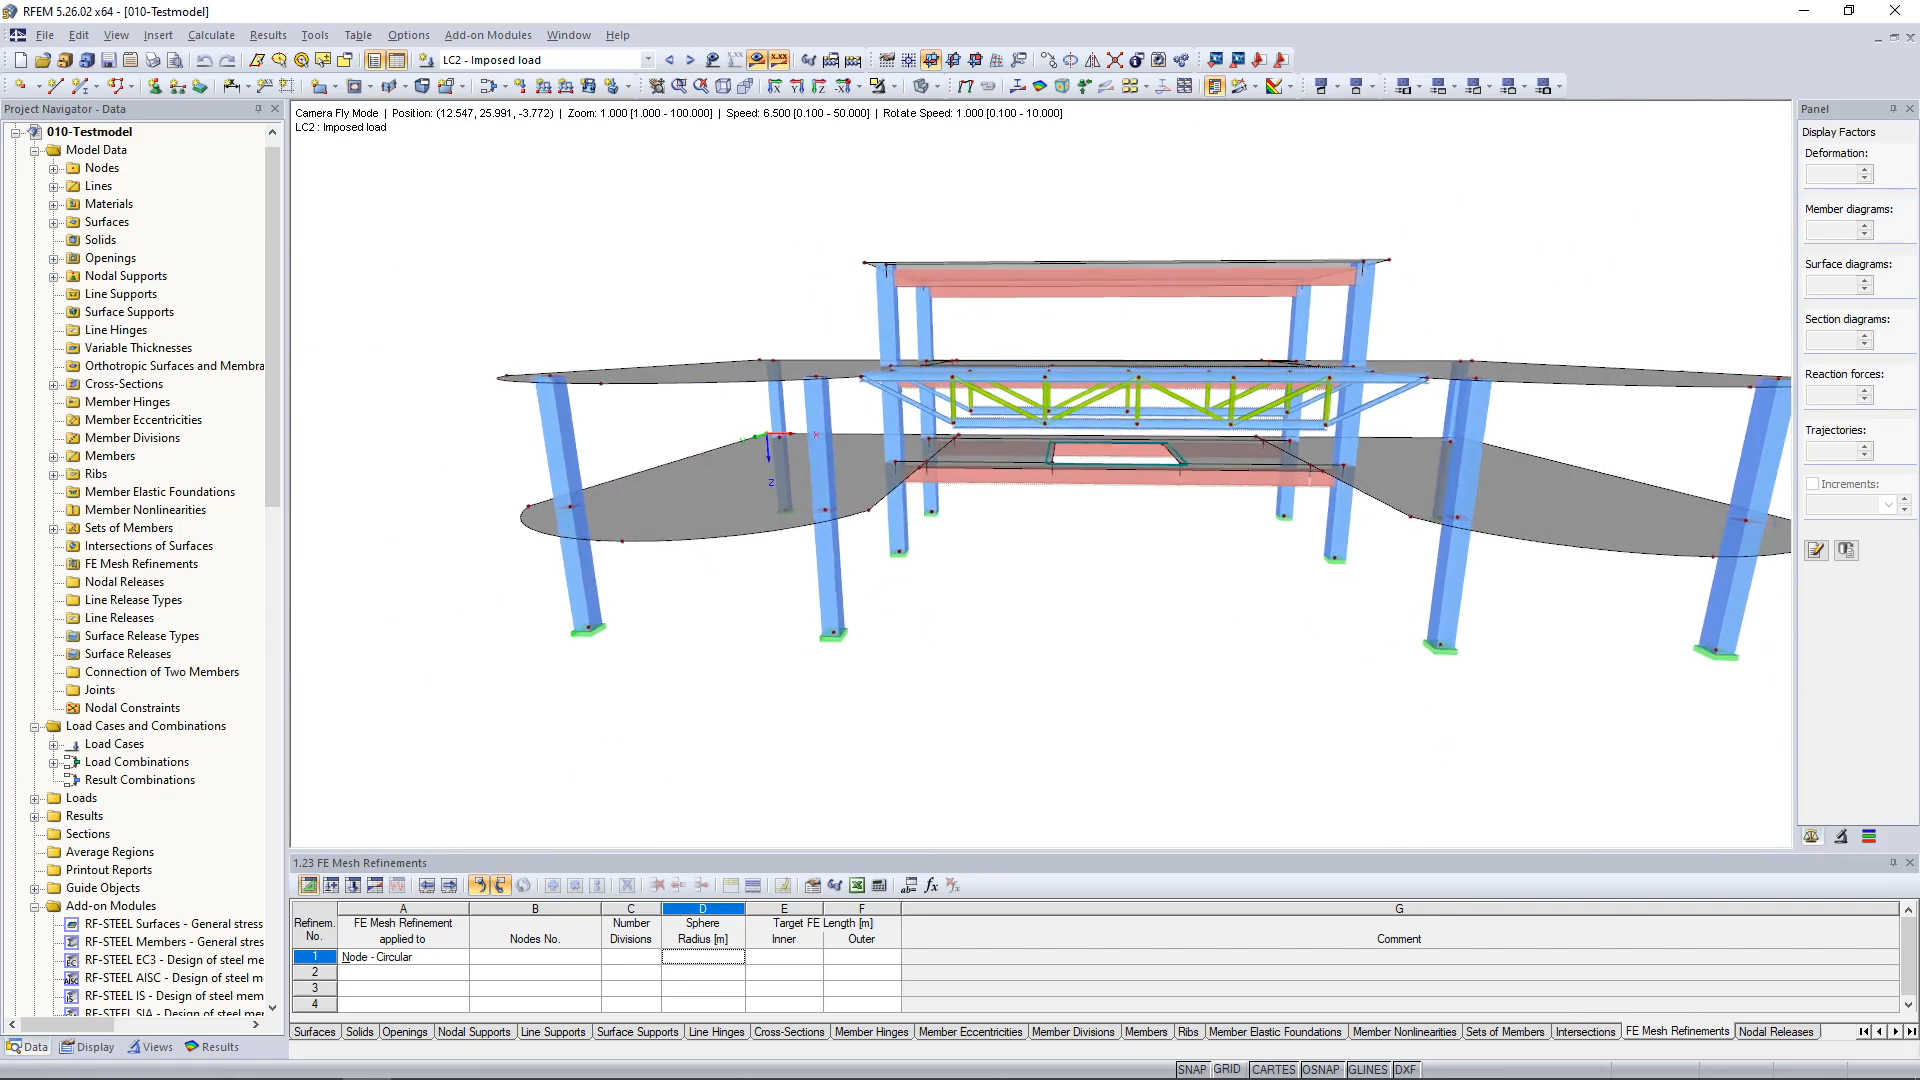 RFEM 5.26.02 x64 - [010-Testmodel]
File Edit View Insert Calculate Results Tools Table Options Add-on Modules Window Help
LC2 - Imposed load
Project Navigator - Data
010-Testmodel
Model Data
Nodes
Lines
Materials
Surfaces
Solids
Openings
Nodal Supports
Line Supports
Surface Supports
Line Hinges
Variable Thicknesses
Orthotropic Surfaces and Membra
Cross-Sections
Member Hinges
Member Eccentricities
Member Divisions
Members
Ribs
Member Elastic Foundations
Member Nonlinearities
Sets of Members
Intersections of Surfaces
FE Mesh Refinements
Nodal Releases
Line Release Types
Line Releases
Surface Release Types
Surface Releases
Connection of Two Members
Joints
Nodal Constraints
Load Cases and Combinations
Load Cases
Load Combinations
Result Combinations
Loads
Results
Sections
Average Regions
Printout Reports
Guide Objects
Add-on Modules
RF-STEEL Surfaces - General stress
RF-STEEL Members - General stres
RF-STEEL EC3 - Design of steel me
RF-STEEL AISC - Design of steel m
RF-STEEL IS - Design of steel mem
RF-STEEL SIA - Design of steel mer
Data Display Views Results
Camera Fly Mode | Position: (12.547, 25.991, -3.772) | Zoom: 1.000 [1.000 - 100.000] | Speed: 6.500 [0.100 - 50.000] | Rotate Speed: 1.000 [0.100 - 10.000]
LC2 : Imposed load
X
Z
Panel
Display Factors
Deformation:
Member diagrams:
Surface diagrams:
Section diagrams:
Reaction forces:
Trajectories:
Increments:
1.23 FE Mesh Refinements
A B C D E F G
Refinem. FE Mesh Refinement Number Sphere Target FE Length [m]
No. applied to Nodes No. Divisions Radius [m] Inner Outer Comment
1 Node - Circular
2
3
4
Surfaces Solids Openings Nodal Supports Line Supports Surface Supports Line Hinges Cross-Sections Member Hinges Member Eccentricities Member Divisions Members Ribs Member Elastic Foundations Member Nonlinearities Sets of Members Intersections FE Mesh Refinements Nodal Releases
SNAP GRID CARTES OSNAP GLINES DXF